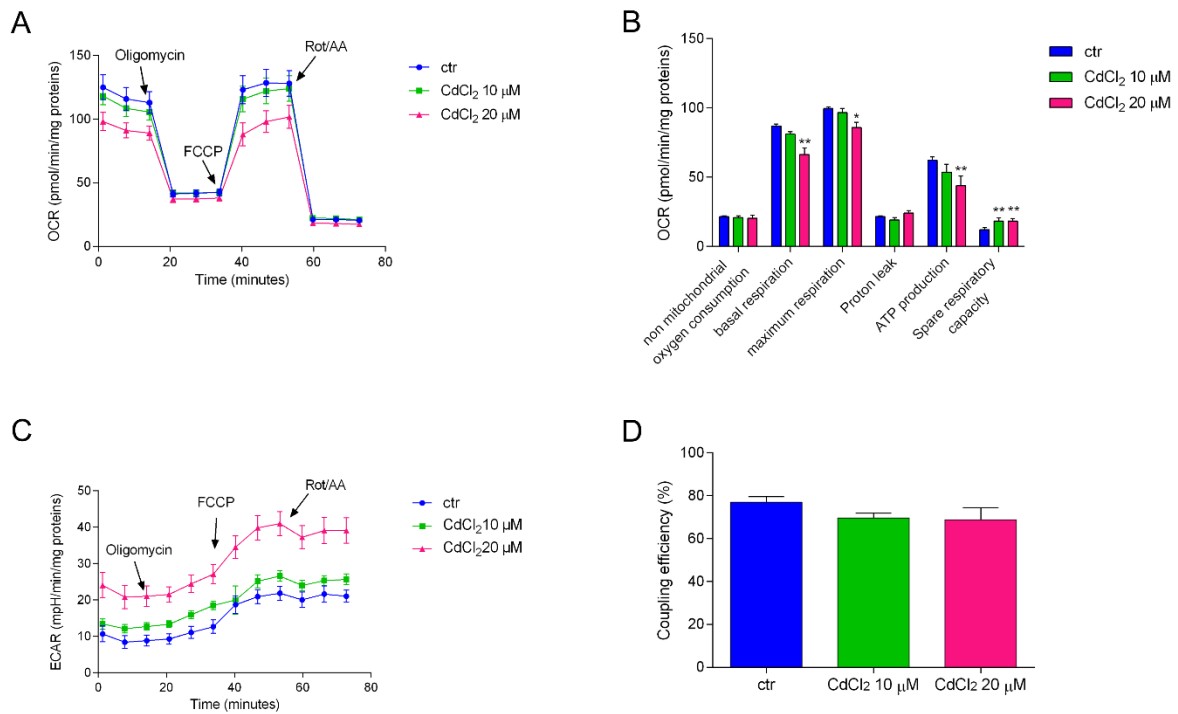 A
OCR (pmol/min/mg proteins)
150
100
50
0
0 20 40 60 80
Time (minutes)
Oligomycin
FCCP
Rot/AA
ctr
CdCl₂ 10 μM
CdCl₂ 20 μM
B
OCR (pmol/min/mg proteins)
150
100
50
0
** * ** ** **
non mitochondrial
oxygen consumption
basal respiration
maximum respiration
Proton leak
ATP production
Spare respiratory
capacity
ctr
CdCl₂ 10 μM
CdCl₂ 20 μM
C
ECAR (mpH/min/mg proteins)
50
40
30
20
10
0
0 20 40 60 80
Time (minutes)
Oligomycin
FCCP
Rot/AA
ctr
CdCl₂10 μM
CdCl₂20 μM
D
Coupling efficiency (%)
100
80
60
40
20
0
ctr CdCl₂ 10 μM CdCl₂ 20 μM